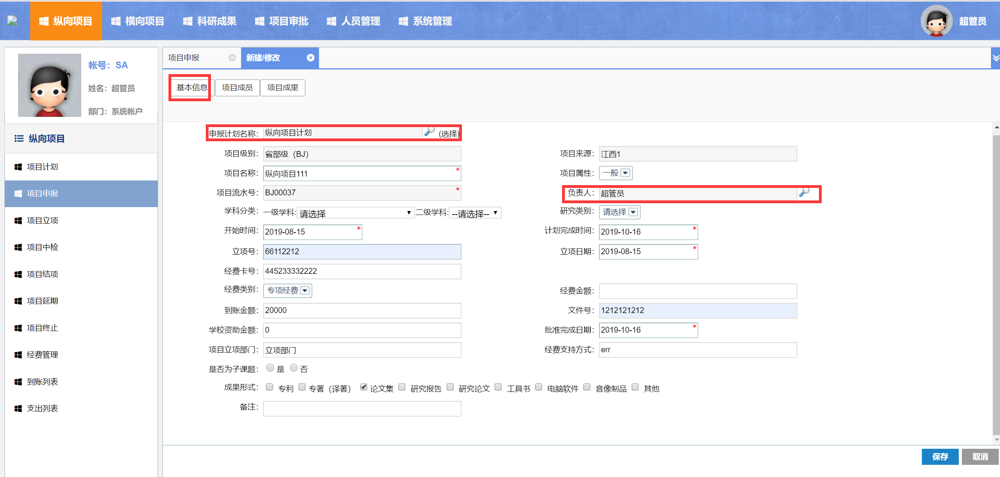 纵向项目 横向项目 科研成果 项目审批 人员管理 系统管理 超管员
帐号：SA
姓名：超管员
部门：系统帐户
纵向项目
项目计划
项目申报
项目立项
项目中检
项目结项
项目延期
项目终止
经费管理
到账列表
支出列表
项目申报 新建/修改
基本信息 项目成员 项目成果
申报计划名称： 纵向项目计划 (选择)
项目级别： 省部级（BJ） 项目来源： 江西1
项目名称： 纵向项目111 * 项目属性： 一般
项目流水号： BJ00037 * 负责人： 超管员
学科分类： 一级学科: 请选择 二级学科: --请选择-- 研究类别： 请选择
开始时间： 2019-08-15 * 计划完成时间： 2019-10-16 *
立项号： 66112212 立项日期： 2019-08-15 *
经费卡号： 445233332222
经费类别： 专项经费 经费金额：
到账金额： 20000 文件号： 1212121212
学校资助金额： 0 批准完成日期： 2019-10-16 *
项目立项部门： 立项部门 经费支持方式： err
是否为子课题： 是 否
成果形式： 专利 专著（译著） 论文集 研究报告 研究论文 工具书 电脑软件 音像制品 其他
备注：
保存 取消